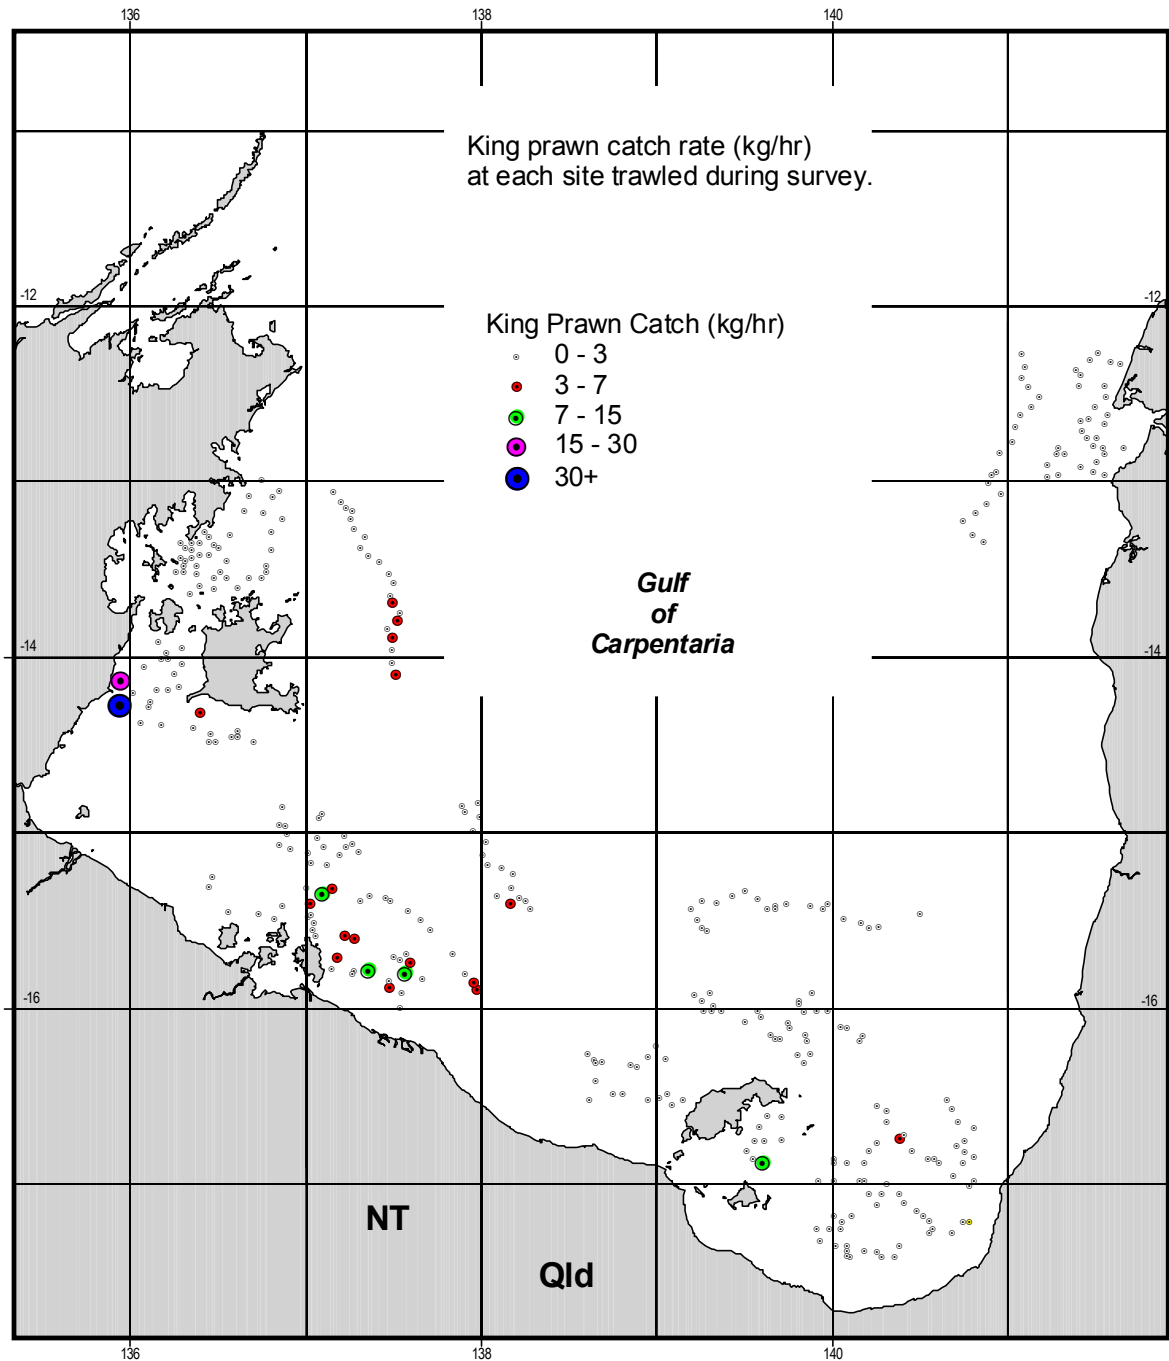 136
138
140
King prawn catch rate (kg/hr)
at each site trawled during survey.
-12
-12
King Prawn Catch (kg/hr)
0 - 3
3 - 7
7 - 15
15 - 30
30+
Gulf
of
Carpentaria
-14
-14
-16
-16
NT
Qld
136
138
140